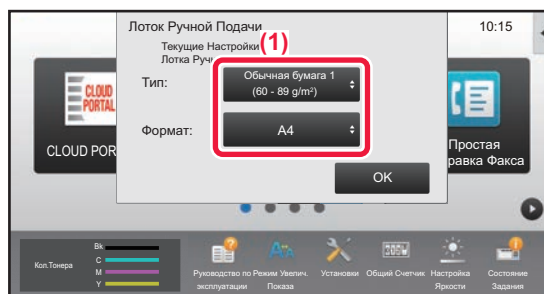 Лоток Ручной Подачи
10:15
Текущие Настройки
(1)
Лотка Руч
Тип:
Обычная бумага 1
(60 - 89 g/m²)
Формат:
A4
OK
CLOUD
PORTAL
CLOUD POR
Простая
равка Факса
Кол.Тонера
Bk
C
M
Y
Руководство по
эксплуатации
Режим Увелич.
Показа
Установки
Общий Счетчик
Настройка
Яркости
Состояние
Задания